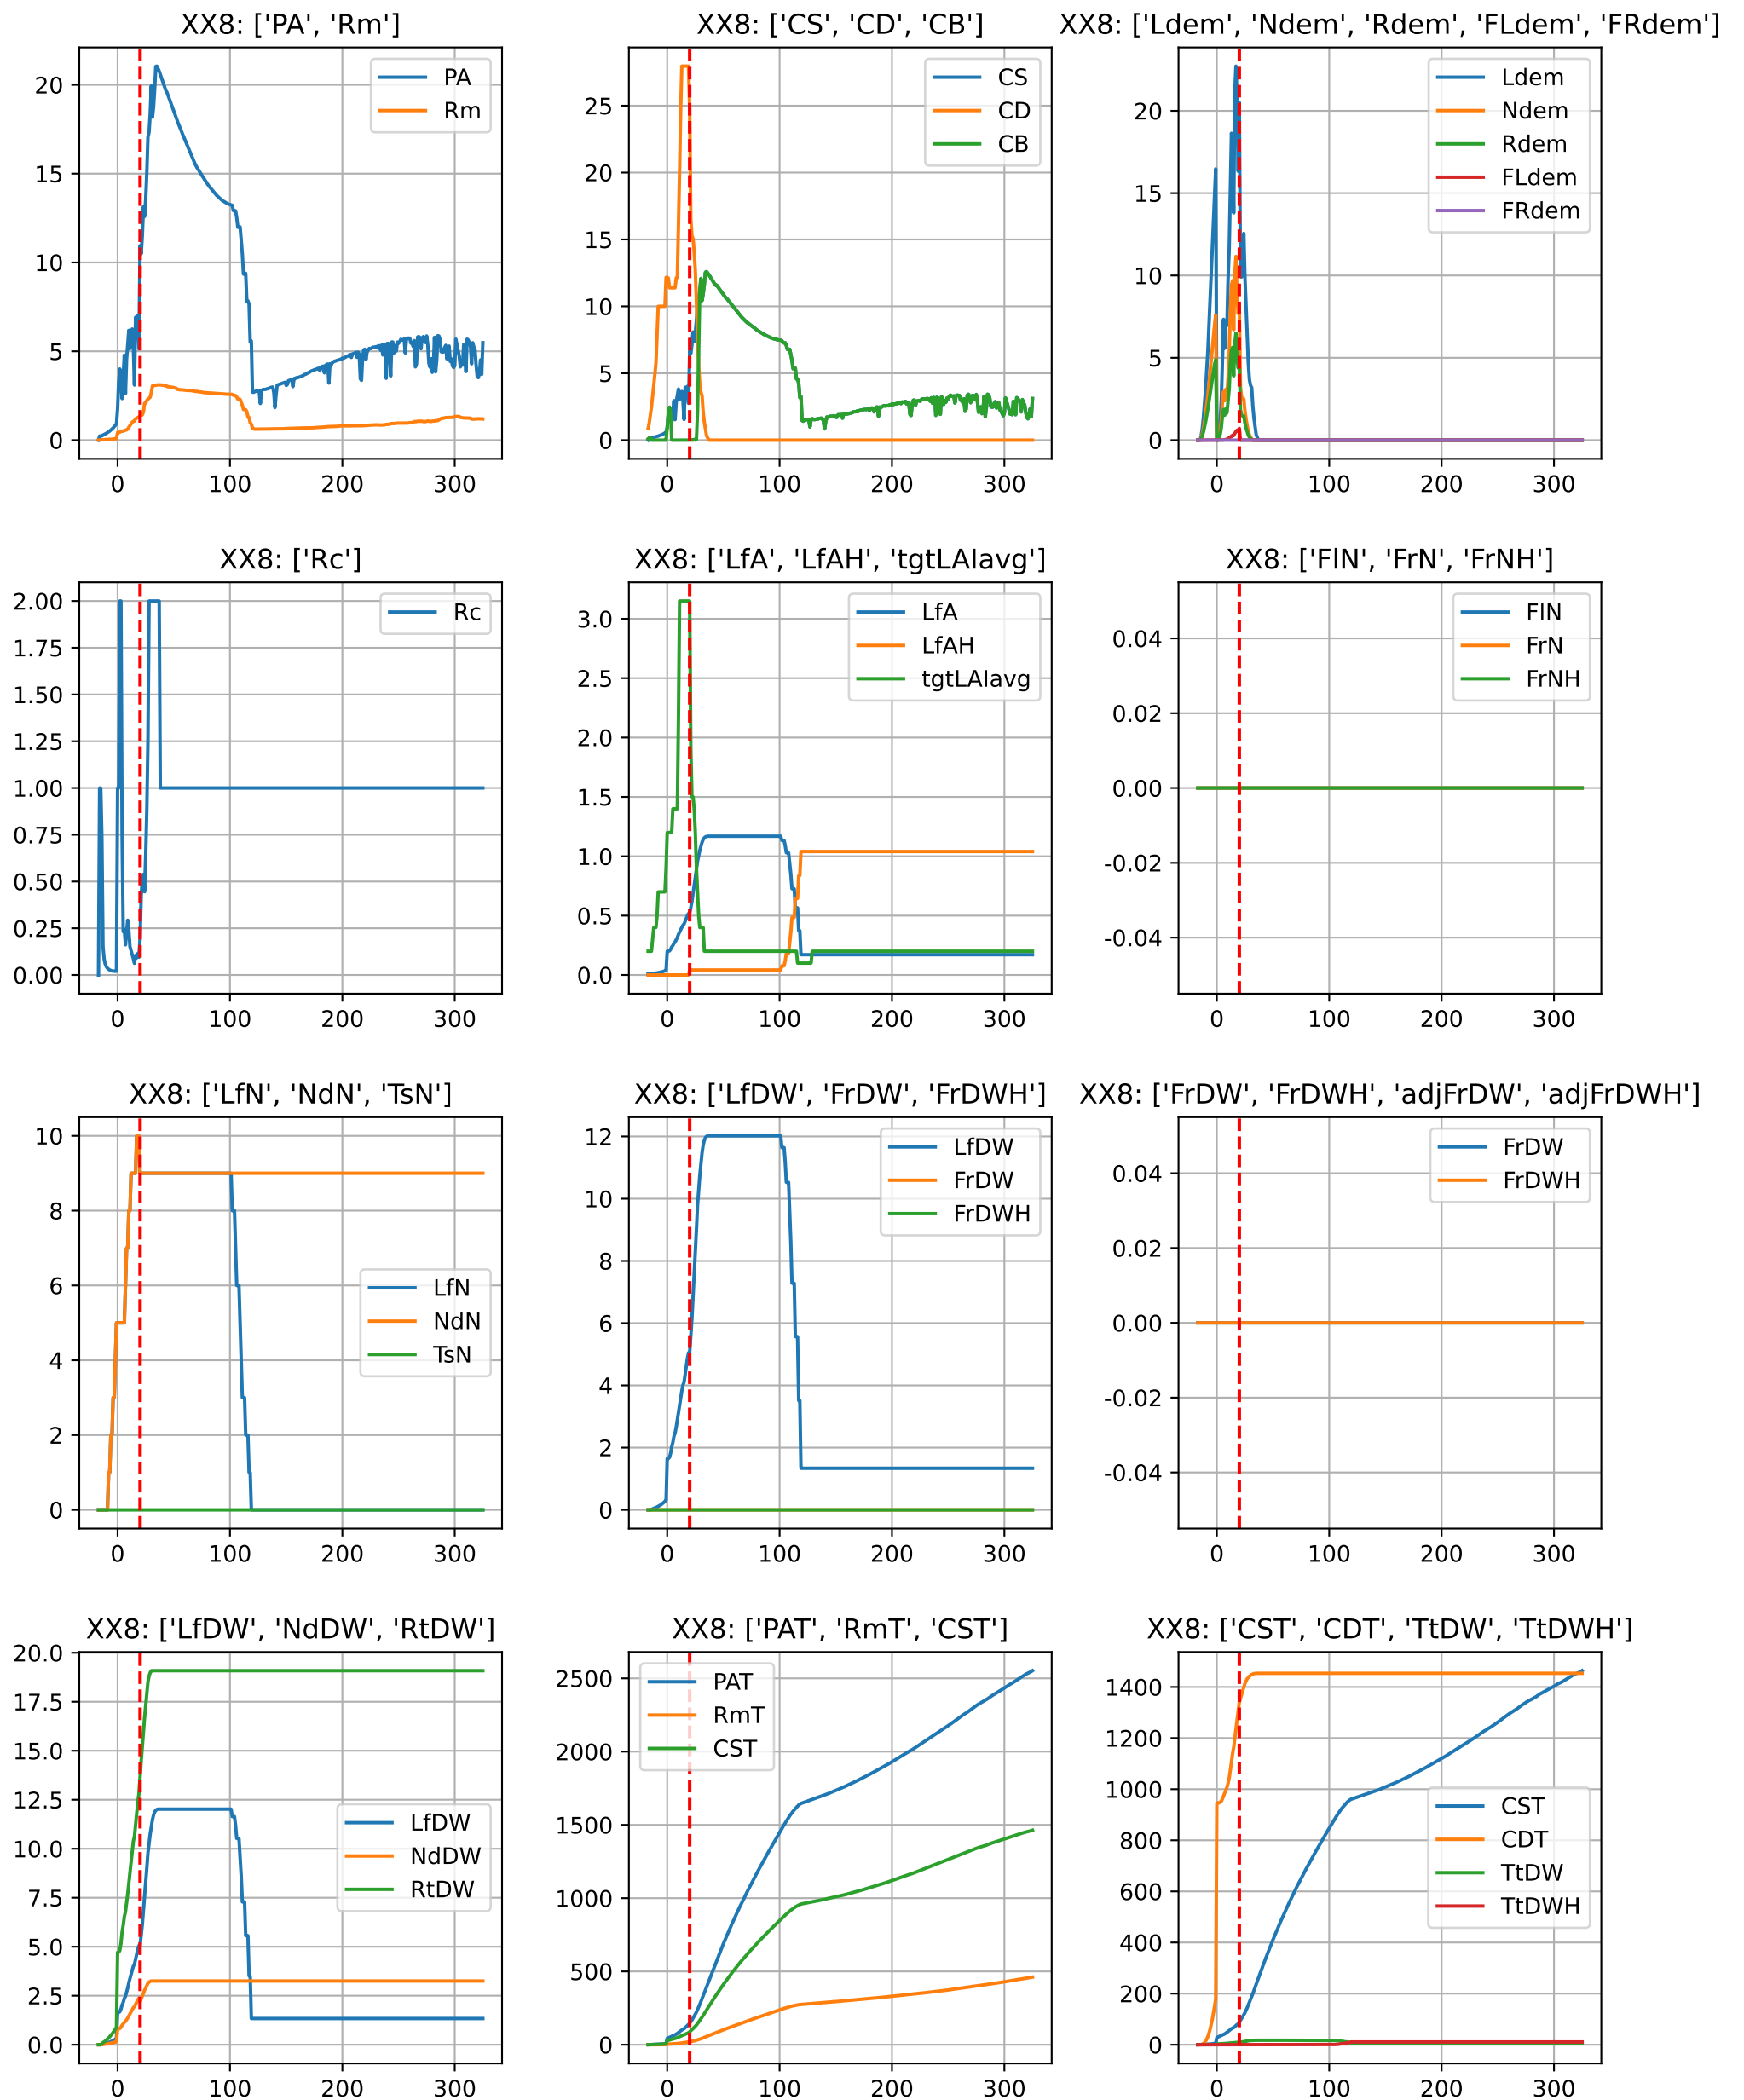 XX8: ['PA', 'Rm']
20
15
10
5
0
0 100 200 300
PA
Rm
XX8: ['CS', 'CD', 'CB']
25
20
15
10
5
0
0 100 200 300
CS
CD
CB
XX8: ['Ldem', 'Ndem', 'Rdem', 'FLdem', 'FRdem']
20
15
10
5
0
0 100 200 300
Ldem
Ndem
Rdem
FLdem
FRdem
XX8: ['Rc']
2.00
1.75
1.50
1.25
1.00
0.75
0.50
0.25
0.00
0 100 200 300
Rc
XX8: ['LfA', 'LfAH', 'tgtLAIavg']
3.0
2.5
2.0
1.5
1.0
0.5
0.0
0 100 200 300
LfA
LfAH
tgtLAIavg
XX8: ['FlN', 'FrN', 'FrNH']
0.04
0.02
0.00
-0.02
-0.04
0 100 200 300
FlN
FrN
FrNH
XX8: ['LfN', 'NdN', 'TsN']
10
8
6
4
2
0
0 100 200 300
LfN
NdN
TsN
XX8: ['LfDW', 'FrDW', 'FrDWH']
12
10
8
6
4
2
0
0 100 200 300
LfDW
FrDW
FrDWH
XX8: ['FrDW', 'FrDWH', 'adjFrDW', 'adjFrDWH']
0.04
0.02
0.00
-0.02
-0.04
0 100 200 300
FrDW
FrDWH
XX8: ['LfDW', 'NdDW', 'RtDW']
20.0
17.5
15.0
12.5
10.0
7.5
5.0
2.5
0.0
0 100 200 300
LfDW
NdDW
RtDW
XX8: ['PAT', 'RmT', 'CST']
2500
2000
1500
1000
500
0
0 100 200 300
PAT
RmT
CST
XX8: ['CST', 'CDT', 'TtDW', 'TtDWH']
1400
1200
1000
800
600
400
200
0
0 100 200 300
CST
CDT
TtDW
TtDWH